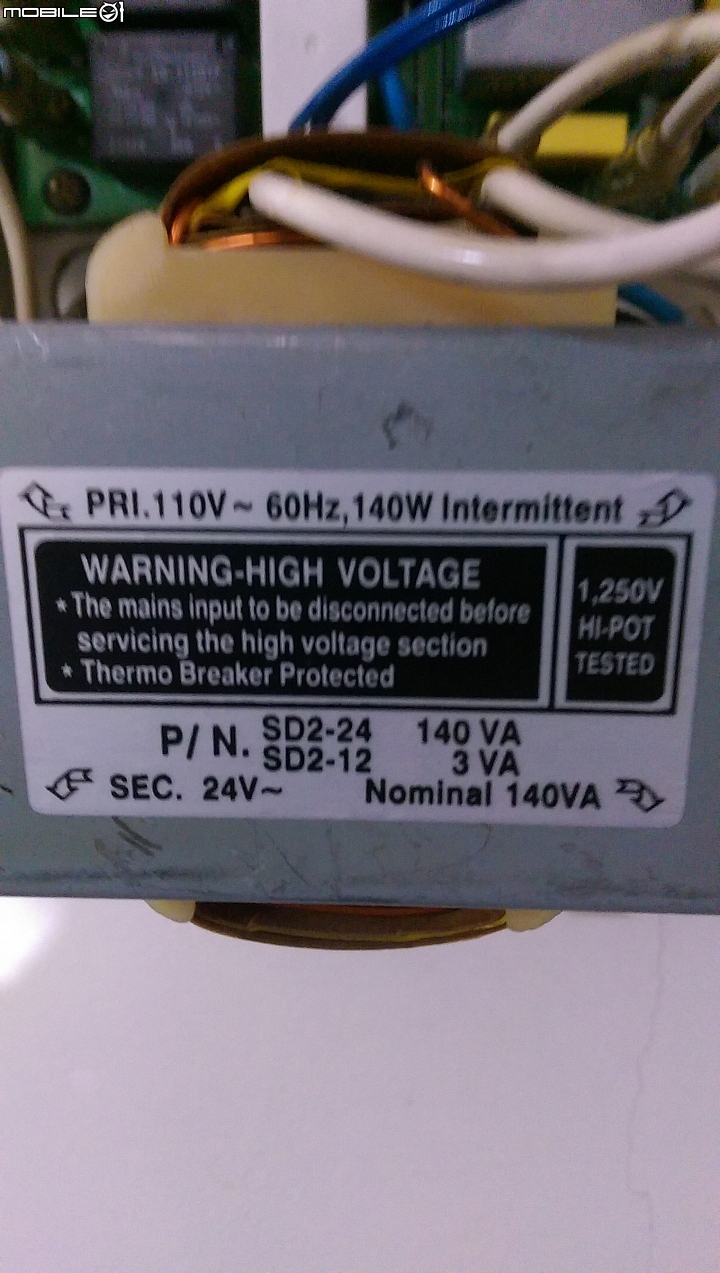 MOBILE01
PRI.110V~ 60Hz,140W Intermittent
WARNING-HIGH VOLTAGE
* The mains input to be disconnected before
servicing the high voltage section
* Thermo Breaker Protected
1,250V
HI-POT
TESTED
P/N. SD2-24 140 VA
SD2-12 3 VA
SEC. 24V~ Nominal 140VA